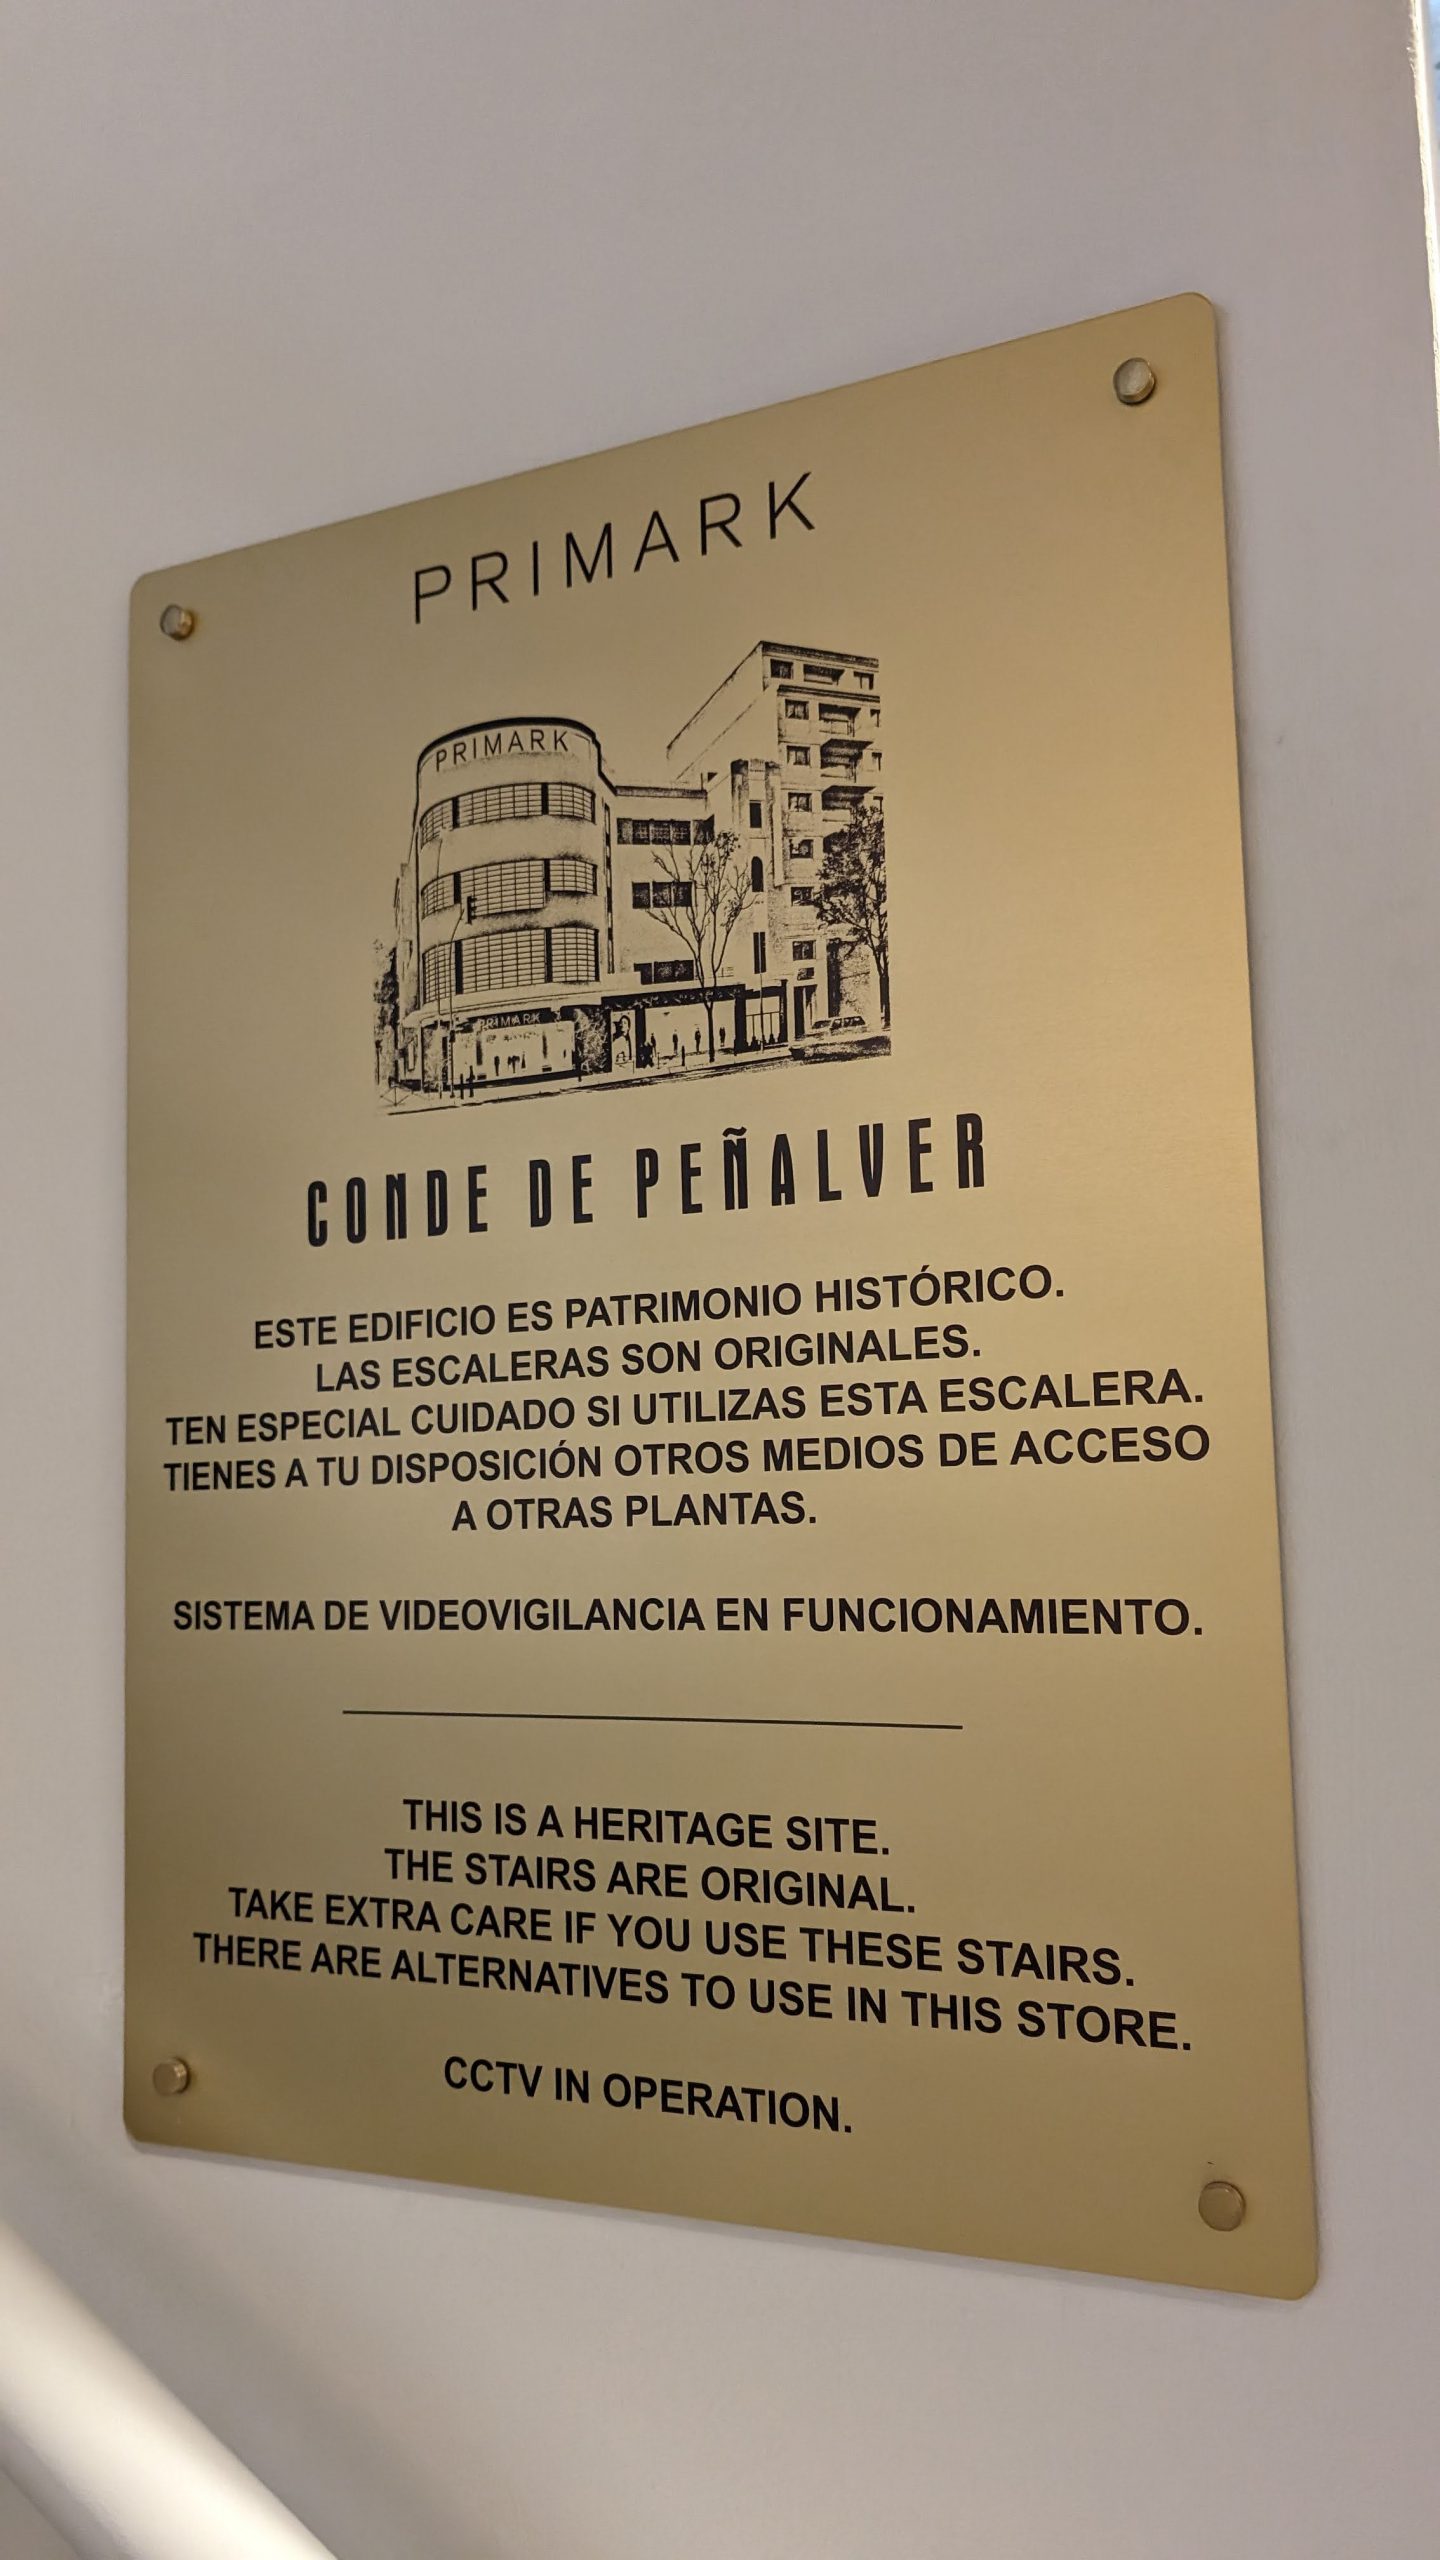 PRIMARK
PRIMARK
PRIMARK
CONDE DE PEÑALVER
ESTE EDIFICIO ES PATRIMONIO HISTÓRICO.
LAS ESCALERAS SON ORIGINALES.
TEN ESPECIAL CUIDADO SI UTILIZAS ESTA ESCALERA.
TIENES A TU DISPOSICIÓN OTROS MEDIOS DE ACCESO
A OTRAS PLANTAS.
SISTEMA DE VIDEOVIGILANCIA EN FUNCIONAMIENTO.
THIS IS A HERITAGE SITE.
THE STAIRS ARE ORIGINAL.
TAKE EXTRA CARE IF YOU USE THESE STAIRS.
THERE ARE ALTERNATIVES TO USE IN THIS STORE.
CCTV IN OPERATION.